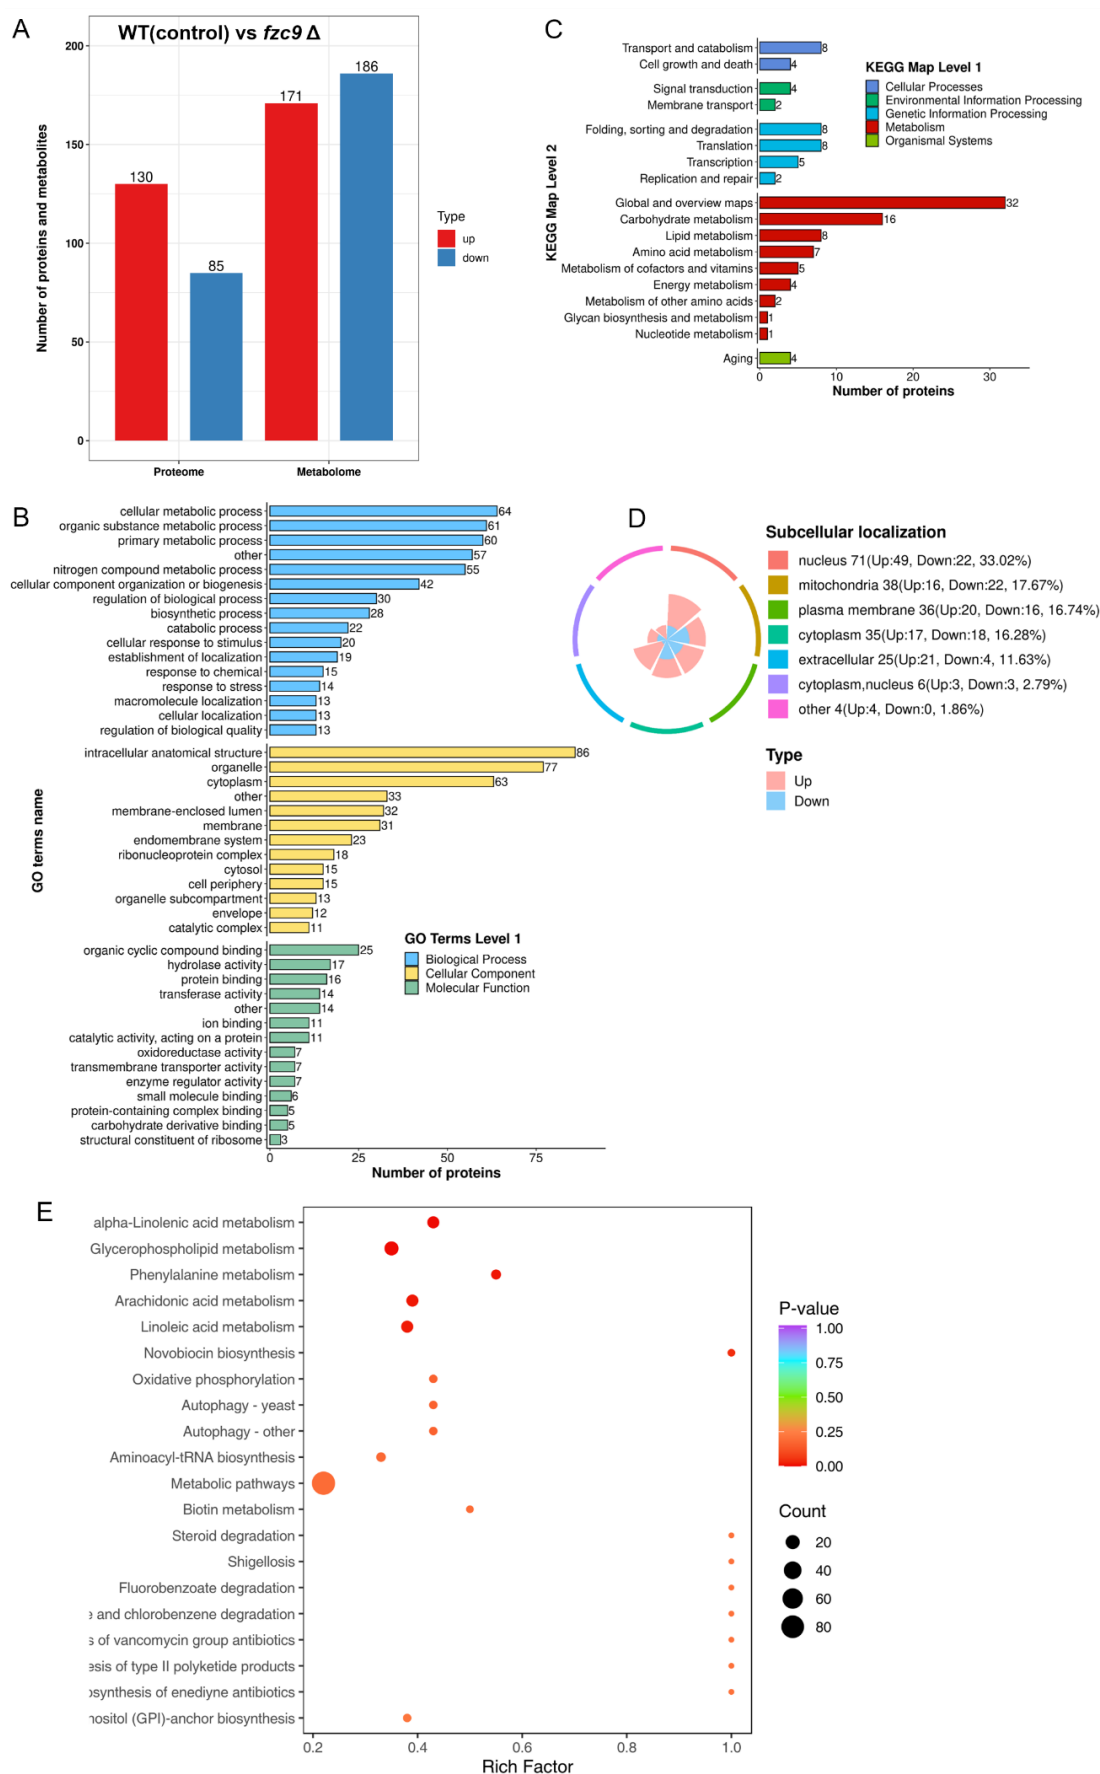 A
WT(control) vs fzc9 Δ
Number of proteins and metabolites
200
150
100
50
0
130
85
171
186
Proteome
Metabolome
Type
up
down
C
KEGG Map Level 2
Transport and catabolism 8
Cell growth and death 4
Signal transduction 4
Membrane transport 2
Folding, sorting and degradation 8
Translation 8
Transcription 5
Replication and repair 2
Global and overview maps 32
Carbohydrate metabolism 16
Lipid metabolism 8
Amino acid metabolism 7
Metabolism of cofactors and vitamins 5
Energy metabolism 4
Metabolism of other amino acids 2
Glycan biosynthesis and metabolism 1
Nucleotide metabolism 1
Aging 4
0 10 20 30
Number of proteins
KEGG Map Level 1
Cellular Processes
Environmental Information Processing
Genetic Information Processing
Metabolism
Organismal Systems
B
GO terms name
cellular metabolic process 64
organic substance metabolic process 61
primary metabolic process 60
other 57
nitrogen compound metabolic process 55
cellular component organization or biogenesis 42
regulation of biological process 30
biosynthetic process 28
catabolic process 22
cellular response to stimulus 20
establishment of localization 19
response to chemical 15
response to stress 14
macromolecule localization 13
cellular localization 13
regulation of biological quality 13
intracellular anatomical structure 86
organelle 77
cytoplasm 63
other 33
membrane-enclosed lumen 32
membrane 31
endomembrane system 23
ribonucleoprotein complex 18
cytosol 15
cell periphery 15
organelle subcompartment 13
envelope 12
catalytic complex 11
organic cyclic compound binding 25
hydrolase activity 17
protein binding 16
transferase activity 14
other 14
ion binding 11
catalytic activity, acting on a protein 11
oxidoreductase activity 7
transmembrane transporter activity 7
enzyme regulator activity 7
small molecule binding 6
protein-containing complex binding 5
carbohydrate derivative binding 5
structural constituent of ribosome 3
0 25 50 75
Number of proteins
GO Terms Level 1
Biological Process
Cellular Component
Molecular Function
D
Subcellular localization
nucleus 71(Up:49, Down:22, 33.02%)
mitochondria 38(Up:16, Down:22, 17.67%)
plasma membrane 36(Up:20, Down:16, 16.74%)
cytoplasm 35(Up:17, Down:18, 16.28%)
extracellular 25(Up:21, Down:4, 11.63%)
cytoplasm,nucleus 6(Up:3, Down:3, 2.79%)
other 4(Up:4, Down:0, 1.86%)
Type
Up
Down
E
alpha-Linolenic acid metabolism
Glycerophospholipid metabolism
Phenylalanine metabolism
Arachidonic acid metabolism
Linoleic acid metabolism
Novobiocin biosynthesis
Oxidative phosphorylation
Autophagy - yeast
Autophagy - other
Aminoacyl-tRNA biosynthesis
Metabolic pathways
Biotin metabolism
Steroid degradation
Shigellosis
Fluorobenzoate degradation
e and chlorobenzene degradation
s of vancomycin group antibiotics
esis of type II polyketide products
osynthesis of enediyne antibiotics
nositol (GPI)-anchor biosynthesis
0.2 0.4 0.6 0.8 1.0
Rich Factor
P-value
1.00
0.75
0.50
0.25
0.00
Count
20
40
60
80